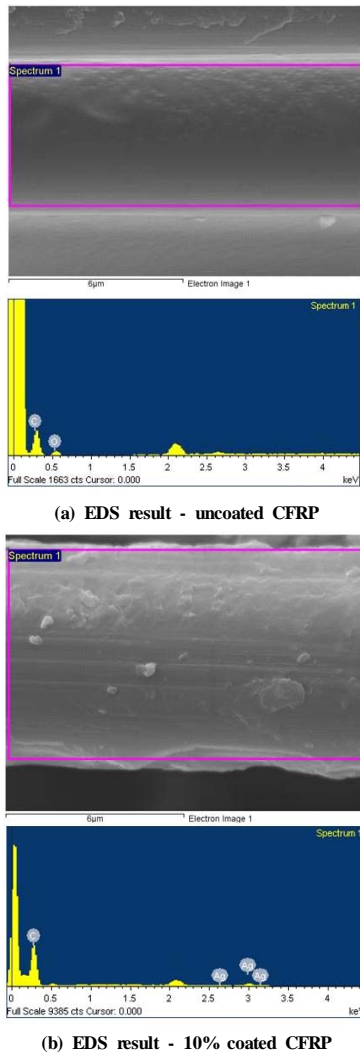 Spectrum 1
6µm Electron Image 1
Spectrum 1
C
O
0 0.5 1 1.5 2 2.5 3 3.5 4
Full Scale 1663 cts Cursor: 0.000 keV
(a) EDS result - uncoated CFRP
Spectrum 1
6µm Electron Image 1
Spectrum 1
C Ag Ag Ag
0 0.5 1 1.5 2 2.5 3 3.5 4
Full Scale 9385 cts Cursor: 0.000 ke
(b) EDS result - 10% coated CFRP